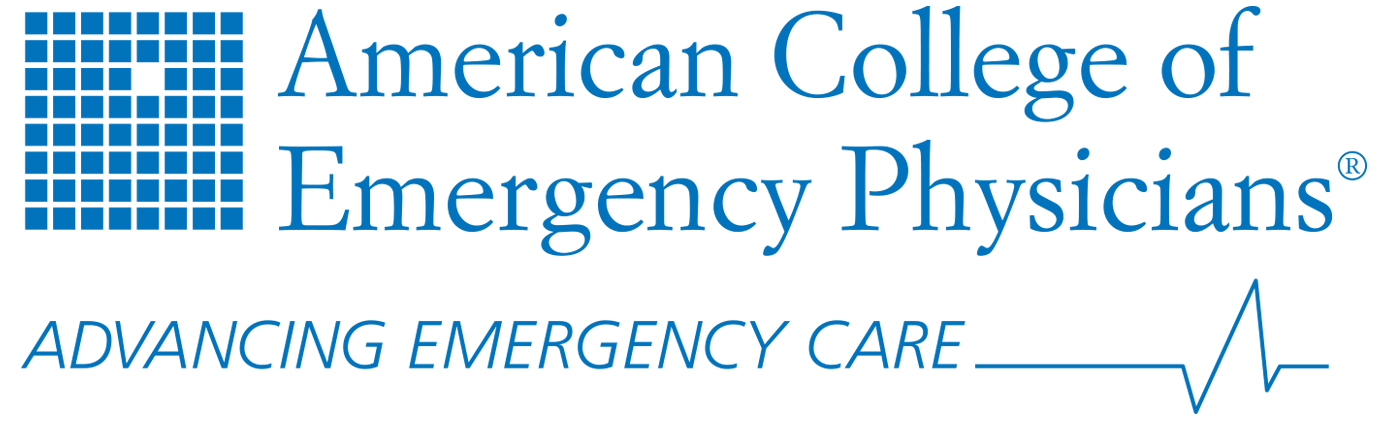 American College of
Emergency Physicians®
ADVANCING EMERGENCY CARE